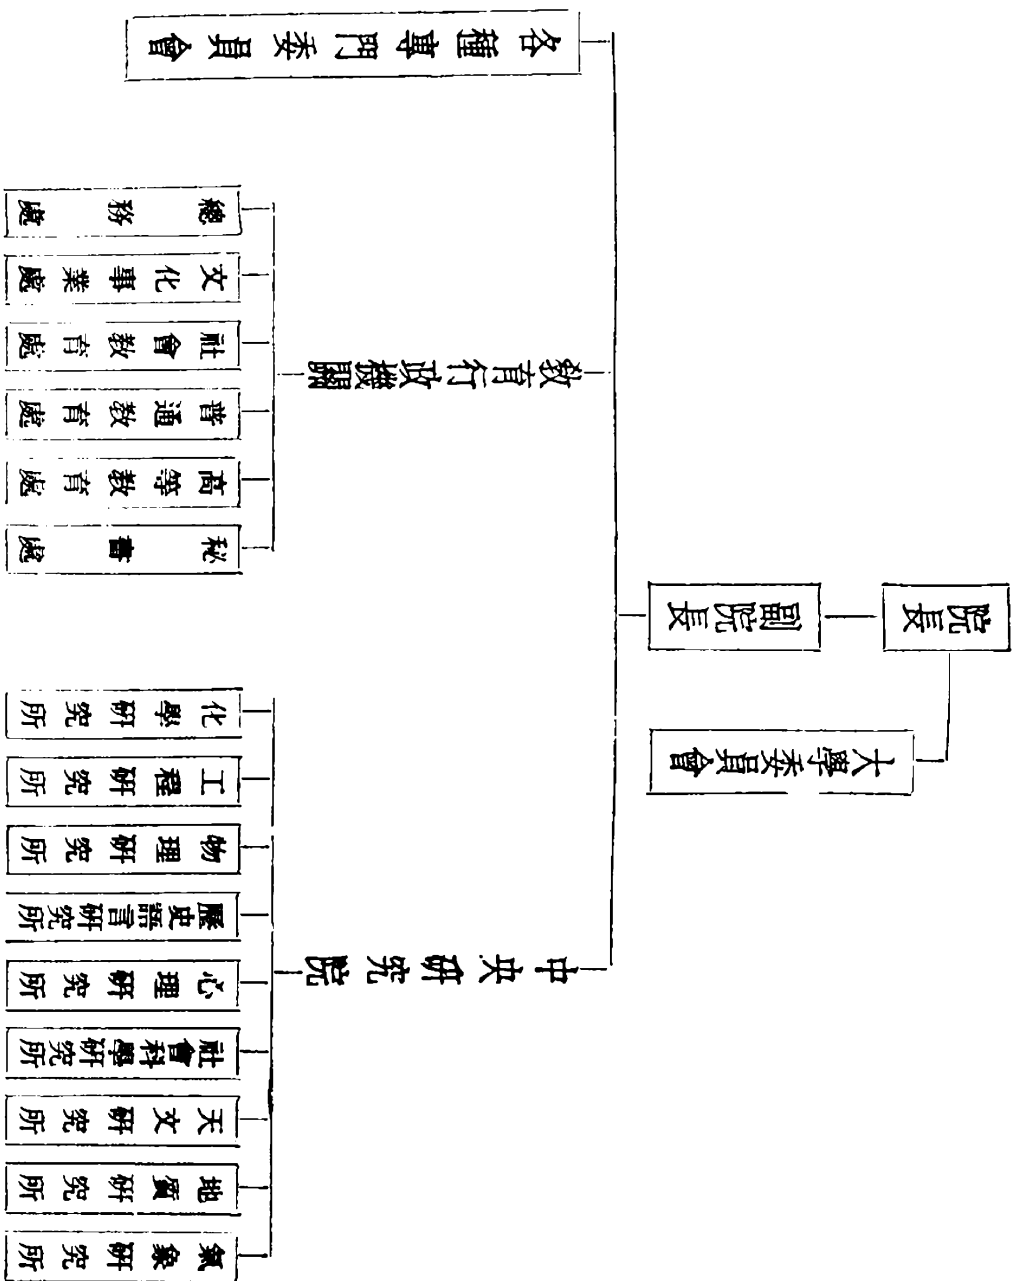 院長
副院長
大學委員會
中央研究院
教育行政機關
各種專門委員會
氣象研究所
地質研究所
天文研究所
社會科學研究所
心理研究所
歷史語言研究所
物理研究所
工程研究所
化學研究所
秘書處
高等教育處
普通教育處
社會教育處
文化事業處
總務處